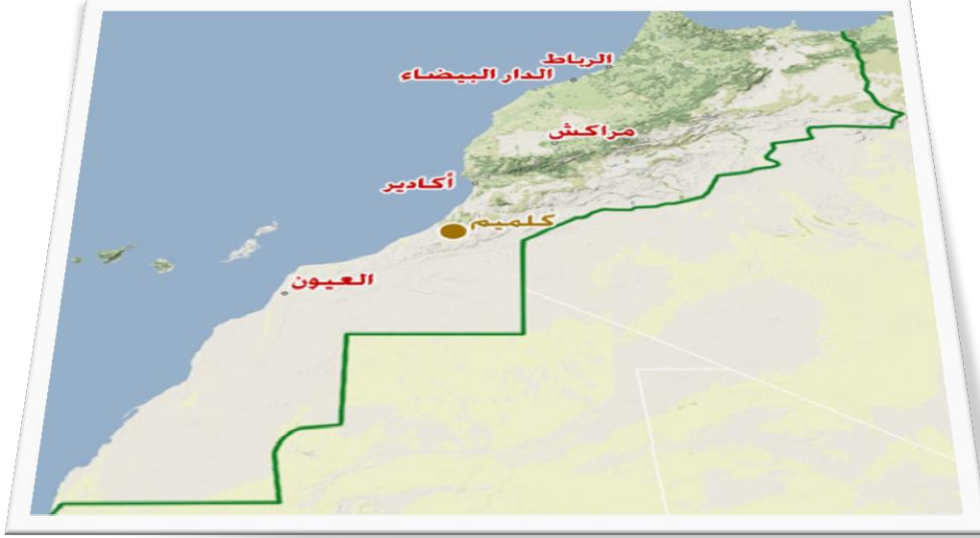 الرباط
الدار البيضاء
مراكش
أكادير
كلميم
العيون